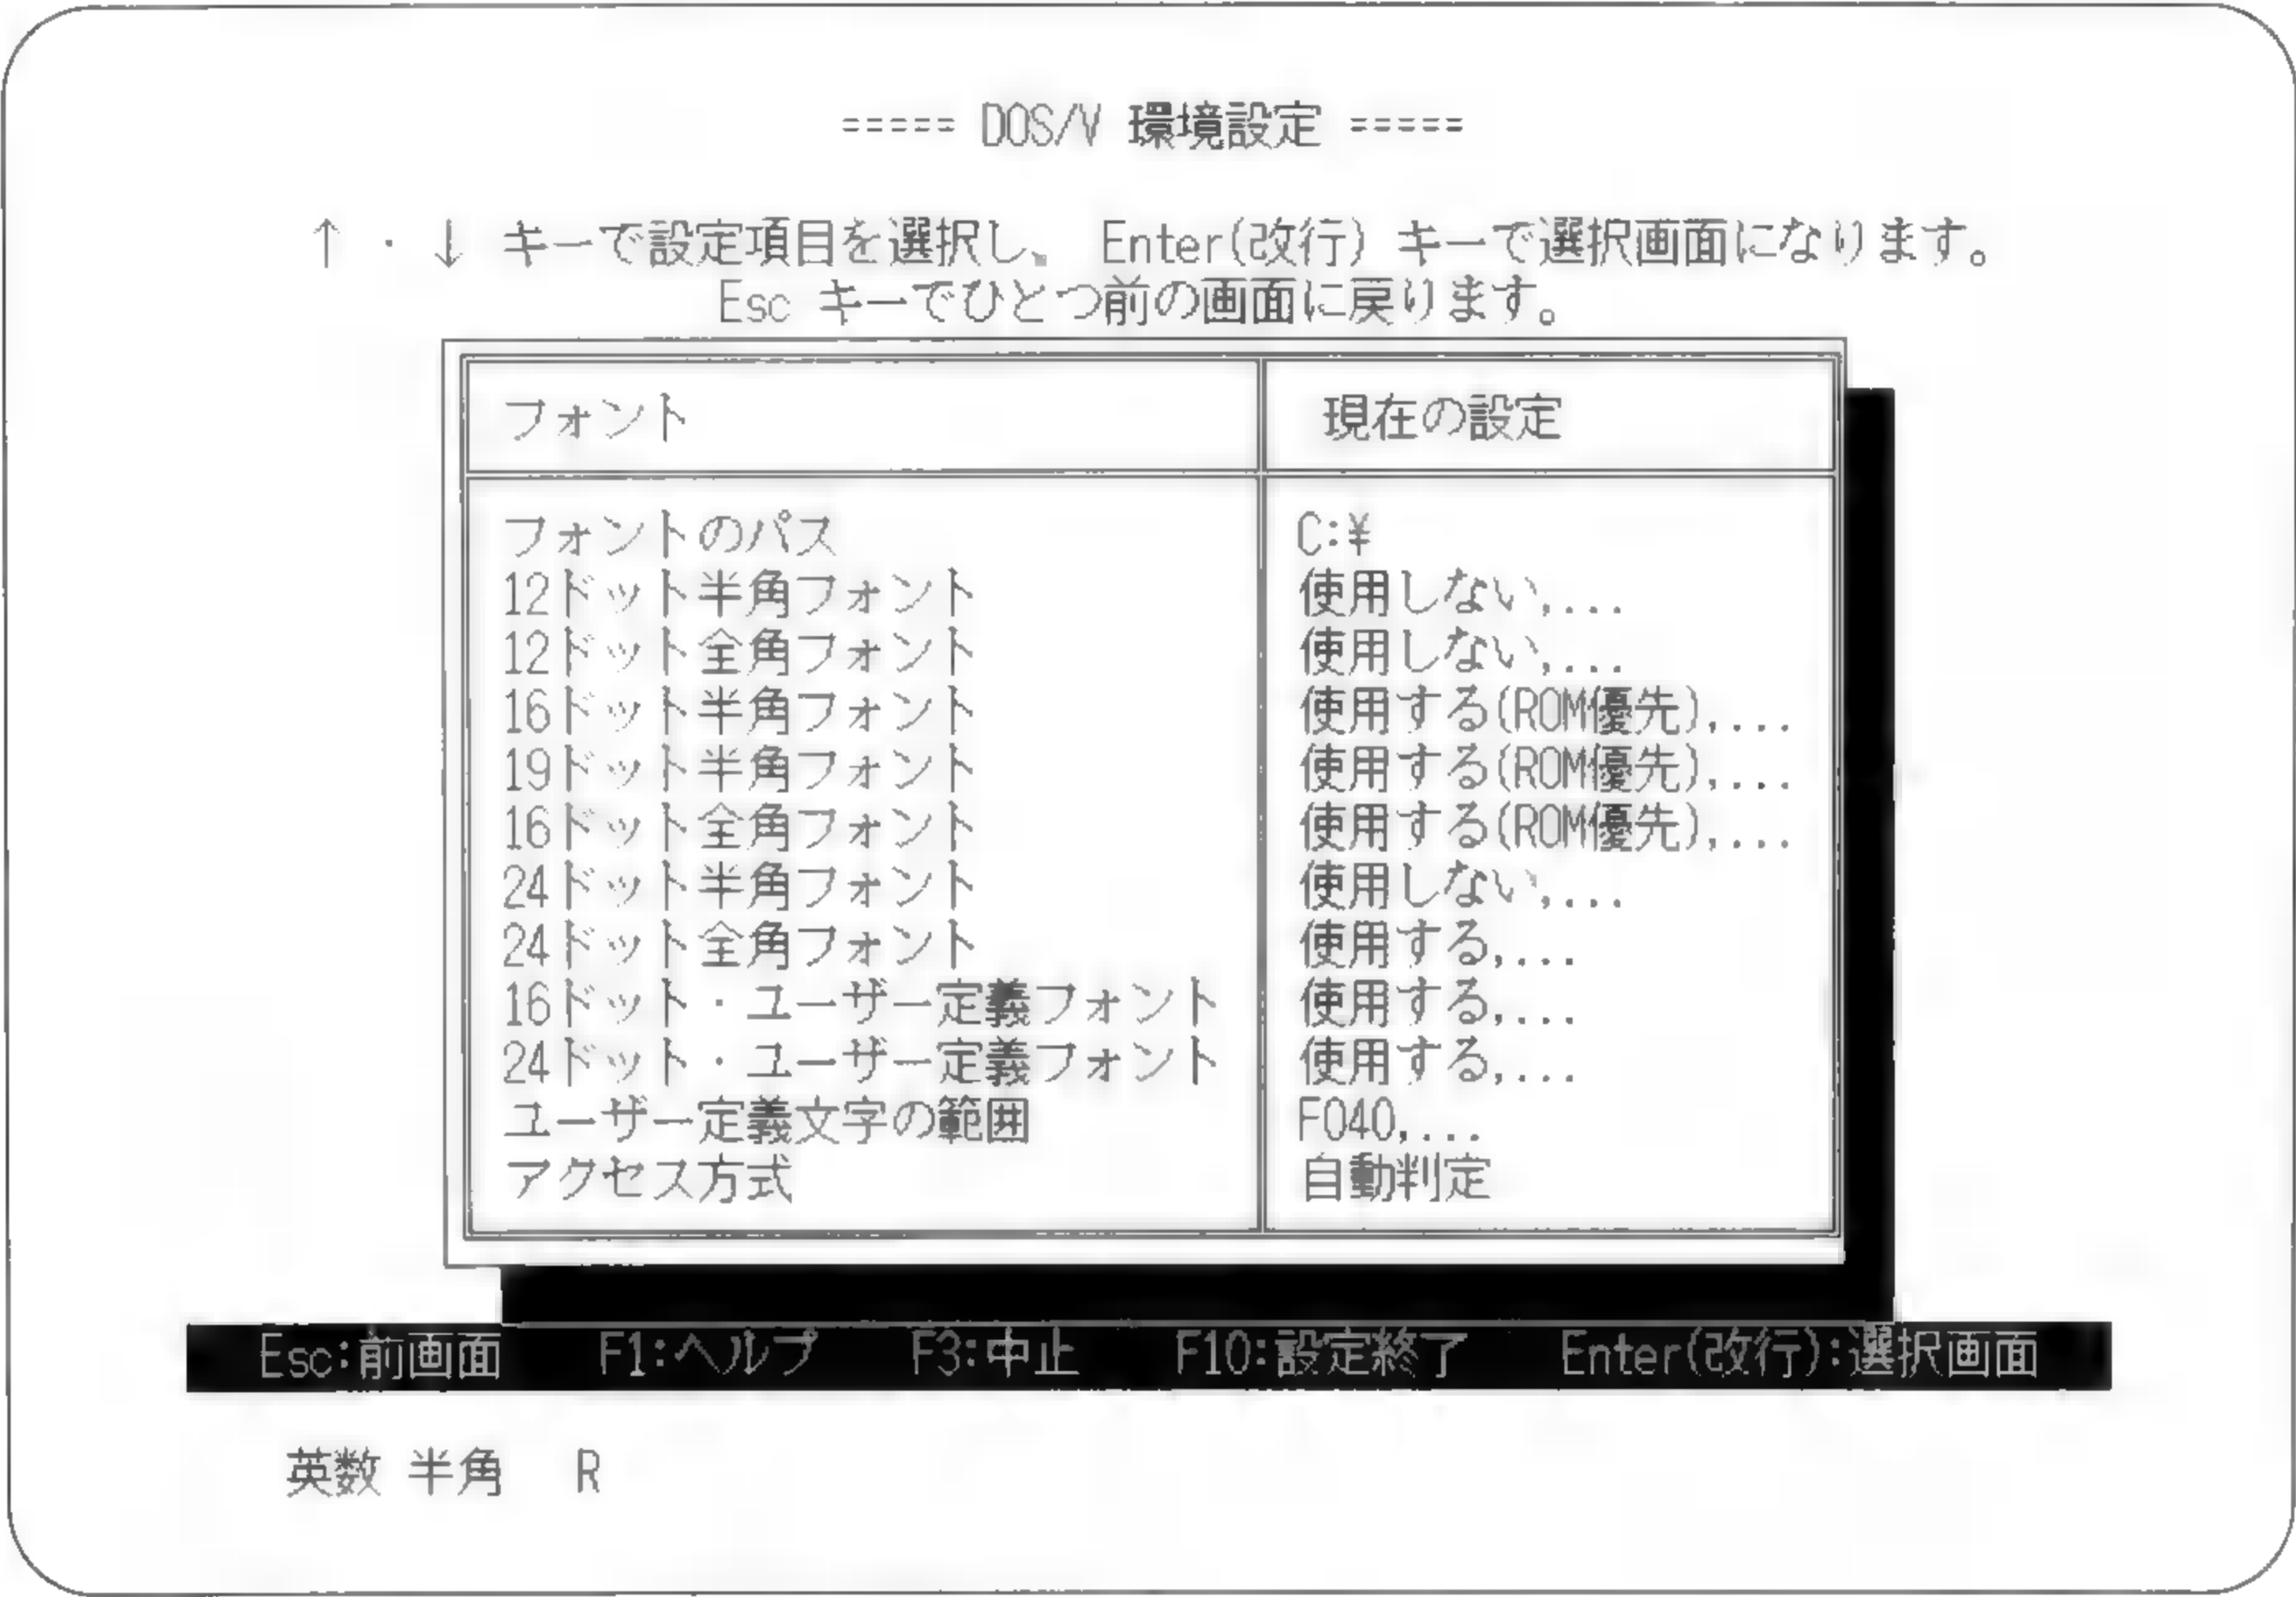 ===== DOS/V 環境設定 =====
↑ ・ ↓ キーで設定項目を選択し、 Enter(改行) キーで選択画面になります。
Esc キーでひとつ前の画面に戻ります。
フォント 現在の設定
フォントのパス C:¥
12ドット半角フォント 使用しない,...
12ドット全角フォント 使用しない,...
16ドット半角フォント 使用する(ROM優先),...
19ドット半角フォント 使用する(ROM優先),...
16ドット全角フォント 使用する(ROM優先),...
24ドット半角フォント 使用しない,...
24ドット全角フォント 使用する,...
16ドット・ユーザー定義フォント 使用する,...
24ドット・ユーザー定義フォント 使用する,...
ユーザー定義文字の範囲 F040,...
アクセス方式 自動判定
Esc:前画面 F1:ヘルプ F3:中止 F10:設定終了 Enter(改行):選択画面
英数 半角 R